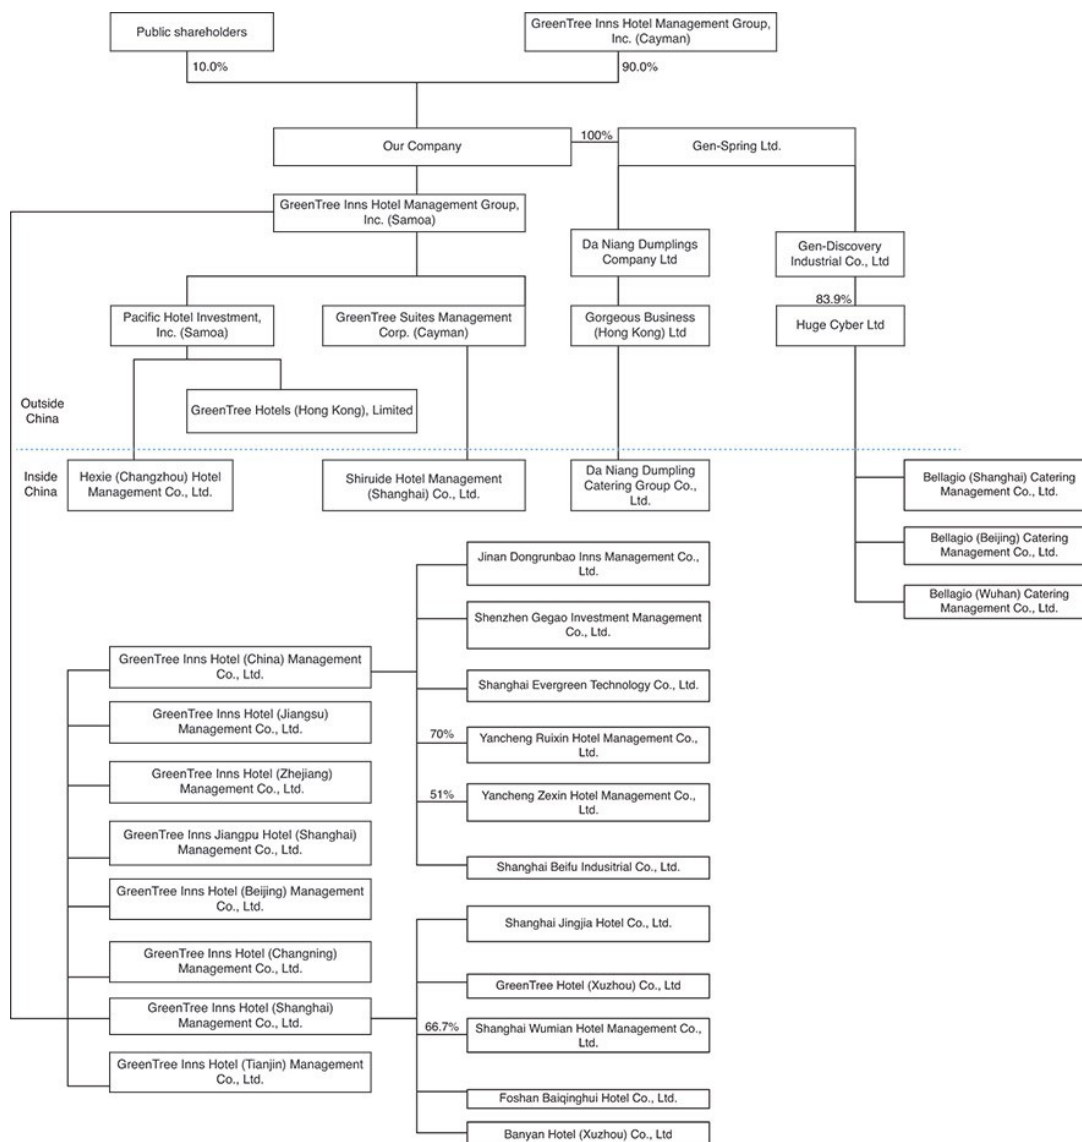 Public shareholders
GreenTree Inns Hotel Management Group,
Inc. (Cayman)
10.0%
90.0%
Our Company
100%
Gen-Spring Ltd.
GreenTree Inns Hotel Management Group,
Inc. (Samoa)
Da Niang Dumplings
Company Ltd
Gen-Discovery
Industrial Co., Ltd
83.9%
Pacific Hotel Investment,
Inc. (Samoa)
GreenTree Suites Management
Corp. (Cayman)
Gorgeous Business
(Hong Kong) Ltd
Huge Cyber Ltd
GreenTree Hotels (Hong Kong), Limited
Outside
China
Inside
China
Hexie (Changzhou) Hotel
Management Co., Ltd.
Shiruide Hotel Management
(Shanghai) Co., Ltd.
Da Niang Dumpling
Catering Group Co.,
Ltd.
Bellagio (Shanghai) Catering
Management Co., Ltd.
Bellagio (Beijing) Catering
Management Co., Ltd.
Bellagio (Wuhan) Catering
Management Co., Ltd.
Jinan Dongrunbao Inns Management Co.,
Ltd.
Shenzhen Gegao Investment Management
Co., Ltd.
GreenTree Inns Hotel (China) Management
Co., Ltd.
Shanghai Evergreen Technology Co., Ltd.
GreenTree Inns Hotel (Jiangsu)
Management Co., Ltd.
70%
Yancheng Ruixin Hotel Management Co.,
Ltd.
GreenTree Inns Hotel (Zhejiang)
Management Co., Ltd.
51%
Yancheng Zexin Hotel Management Co.,
Ltd.
GreenTree Inns Jiangpu Hotel (Shanghai)
Management Co., Ltd.
Shanghai Beifu Indusitrial Co., Ltd.
GreenTree Inns Hotel (Beijing) Management
Co., Ltd.
Shanghai Jingjia Hotel Co., Ltd.
GreenTree Inns Hotel (Changning)
Management Co., Ltd.
GreenTree Hotel (Xuzhou) Co., Ltd
GreenTree Inns Hotel (Shanghai)
Management Co., Ltd.
66.7%
Shanghai Wumian Hotel Management Co.,
Ltd.
GreenTree Inns Hotel (Tianjin) Management
Co., Ltd.
Foshan Baiqinghui Hotel Co., Ltd.
Banyan Hotel (Xuzhou) Co., Ltd